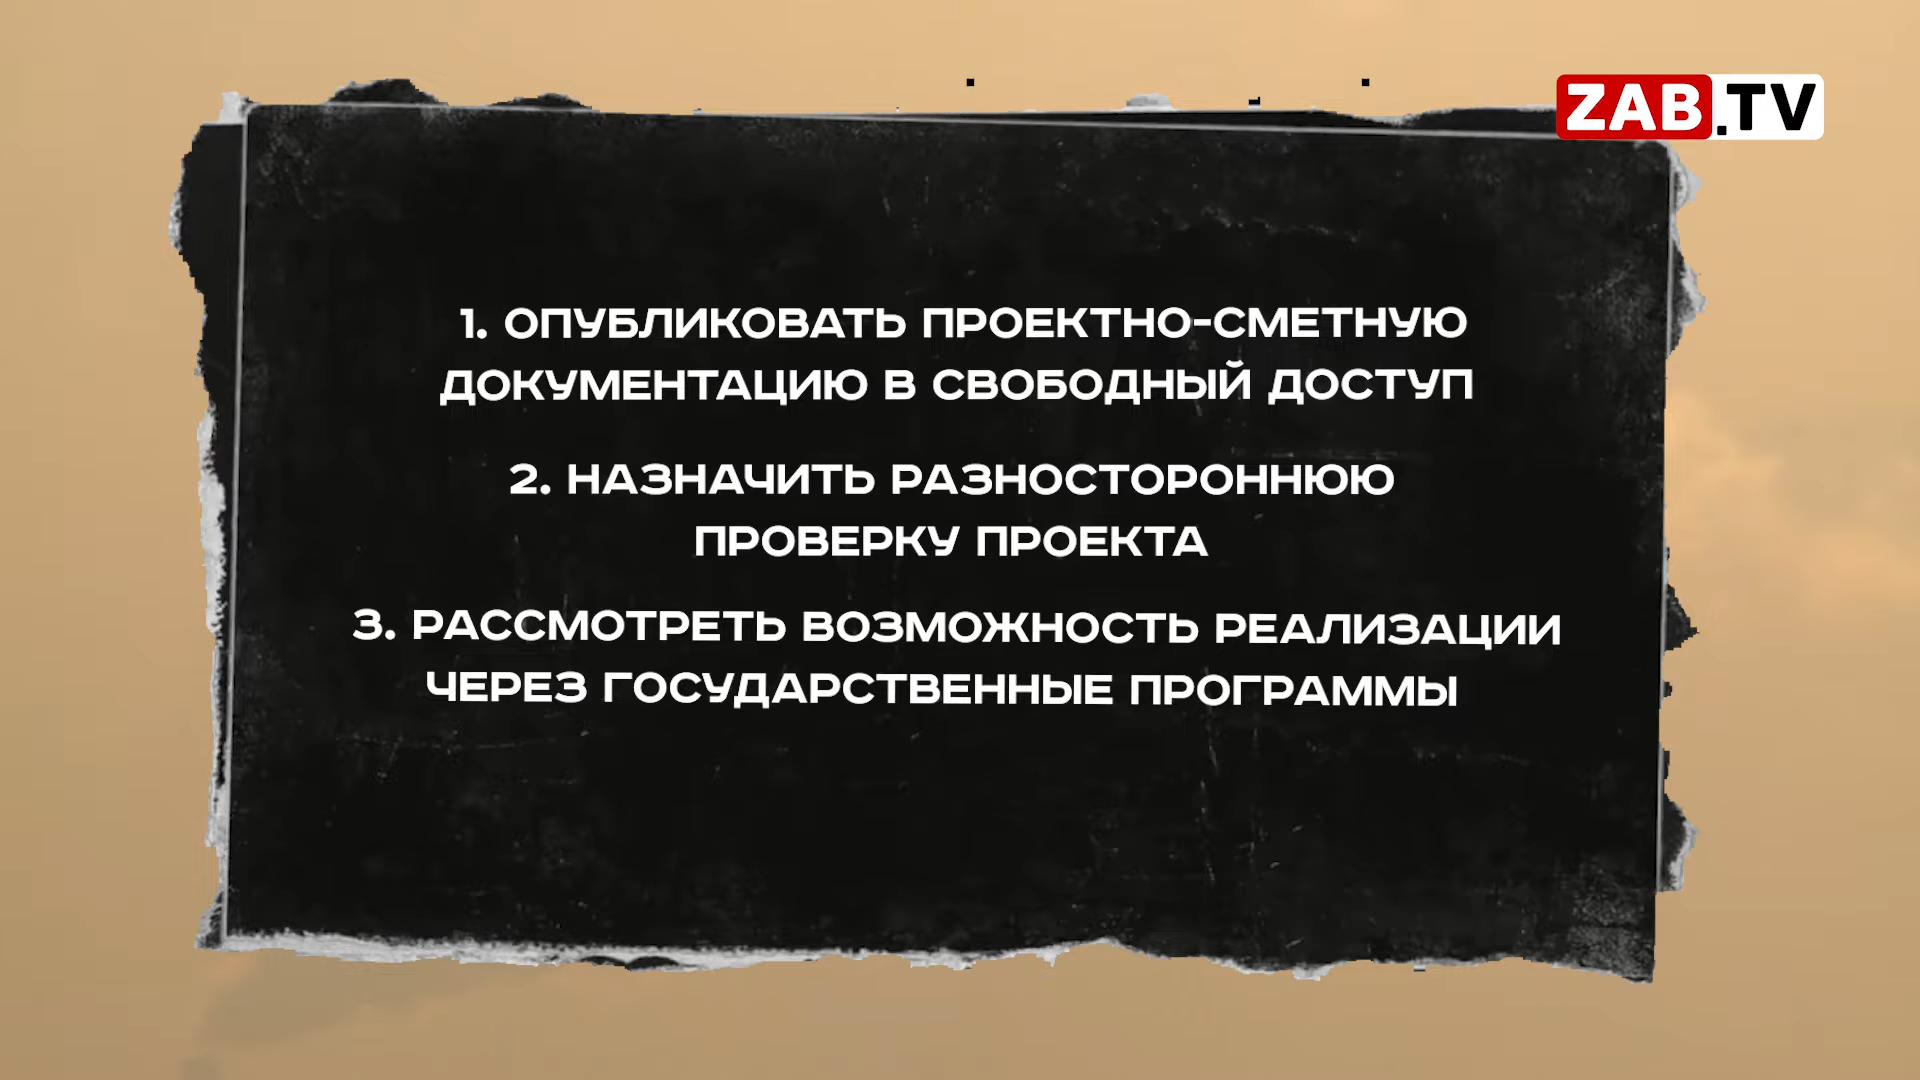 ZAB.TV
1. ОПУБЛИКОВАТЬ ПРОЕКТНО-СМЕТНУЮ
ДОКУМЕНТАЦИЮ В СВОБОДНЫЙ ДОСТУП
2. НАЗНАЧИТЬ РАЗНОСТОРОННЮЮ
ПРОВЕРКУ ПРОЕКТА
3. РАССМОТРЕТЬ ВОЗМОЖНОСТЬ РЕАЛИЗАЦИИ
ЧЕРЕЗ ГОСУДАРСТВЕННЫЕ ПРОГРАММЫ